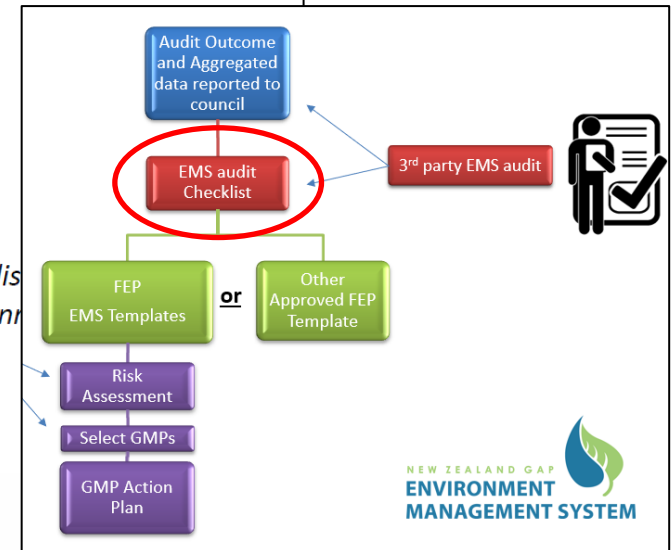 Audit Outcome
and Aggregated
data reported to
council
EMS audit
Checklist
3rd party EMS audit
FEP
EMS Templates
or
Other
Approved FEP
Template
Risk
Assessment
Select GMPs
GMP Action
Plan
NEW ZEALAND GAP
ENVIRONMENT
MANAGEMENT SYSTEM